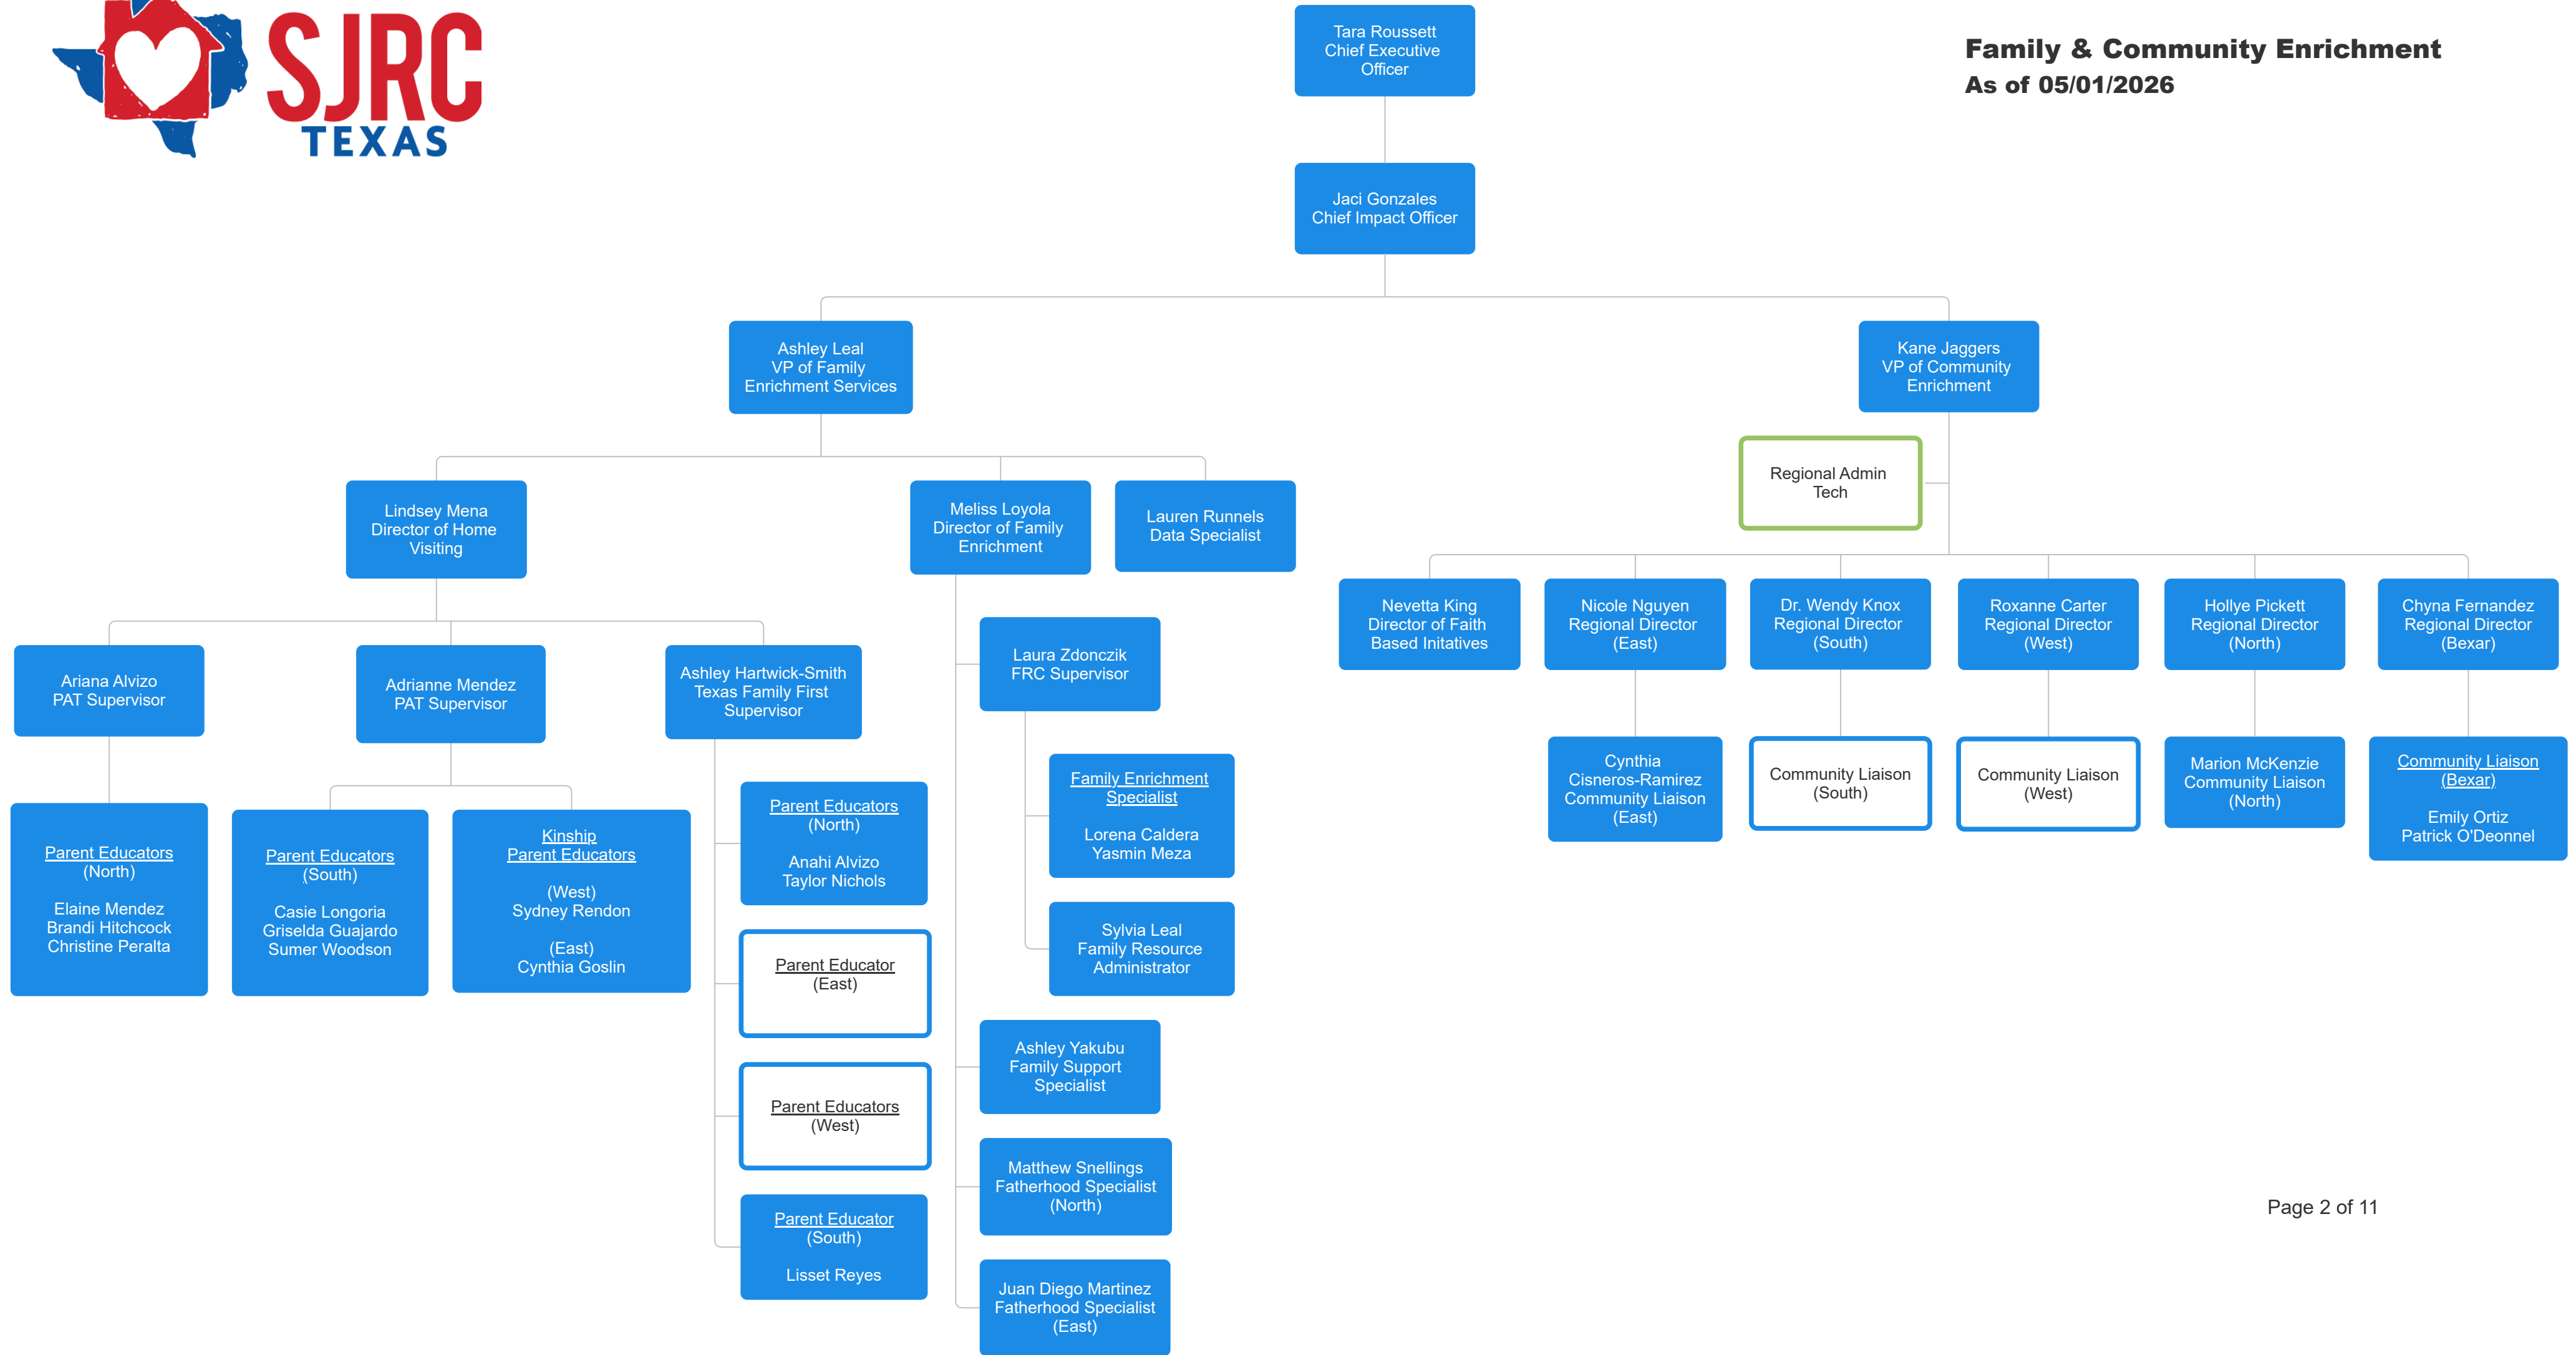 SJRC
TEXAS
Family & Community Enrichment
As of 05/01/2026
Tara Roussett
Chief Executive
Officer
Jaci Gonzales
Chief Impact Officer
Ashley Leal
VP of Family
Enrichment Services
Kane Jaggers
VP of Community
Enrichment
Regional Admin
Tech
Lindsey Mena
Director of Home
Visiting
Meliss Loyola
Director of Family
Enrichment
Lauren Runnels
Data Specialist
Nevetta King
Director of Faith
Based Initatives
Nicole Nguyen
Regional Director
(East)
Dr. Wendy Knox
Regional Director
(South)
Roxanne Carter
Regional Director
(West)
Hollye Pickett
Regional Director
(North)
Chyna Fernandez
Regional Director
(Bexar)
Ariana Alvizo
PAT Supervisor
Adrianne Mendez
PAT Supervisor
Ashley Hartwick-Smith
Texas Family First
Supervisor
Laura Zdonczik
FRC Supervisor
Cynthia
Cisneros-Ramirez
Community Liaison
(East)
Community Liaison
(South)
Community Liaison
(West)
Marion McKenzie
Community Liaison
(North)
Community Liaison
(Bexar)
Emily Ortiz
Patrick O'Deonnel
Parent Educators
(North)
Elaine Mendez
Brandi Hitchcock
Christine Peralta
Parent Educators
(South)
Casie Longoria
Griselda Guajardo
Sumer Woodson
Kinship
Parent Educators
(West)
Sydney Rendon
(East)
Cynthia Goslin
Parent Educators
(North)
Anahi Alvizo
Taylor Nichols
Parent Educator
(East)
Parent Educators
(West)
Parent Educator
(South)
Lisset Reyes
Family Enrichment
Specialist
Lorena Caldera
Yasmin Meza
Sylvia Leal
Family Resource
Administrator
Ashley Yakubu
Family Support
Specialist
Matthew Snellings
Fatherhood Specialist
(North)
Juan Diego Martinez
Fatherhood Specialist
(East)
Page 2 of 11